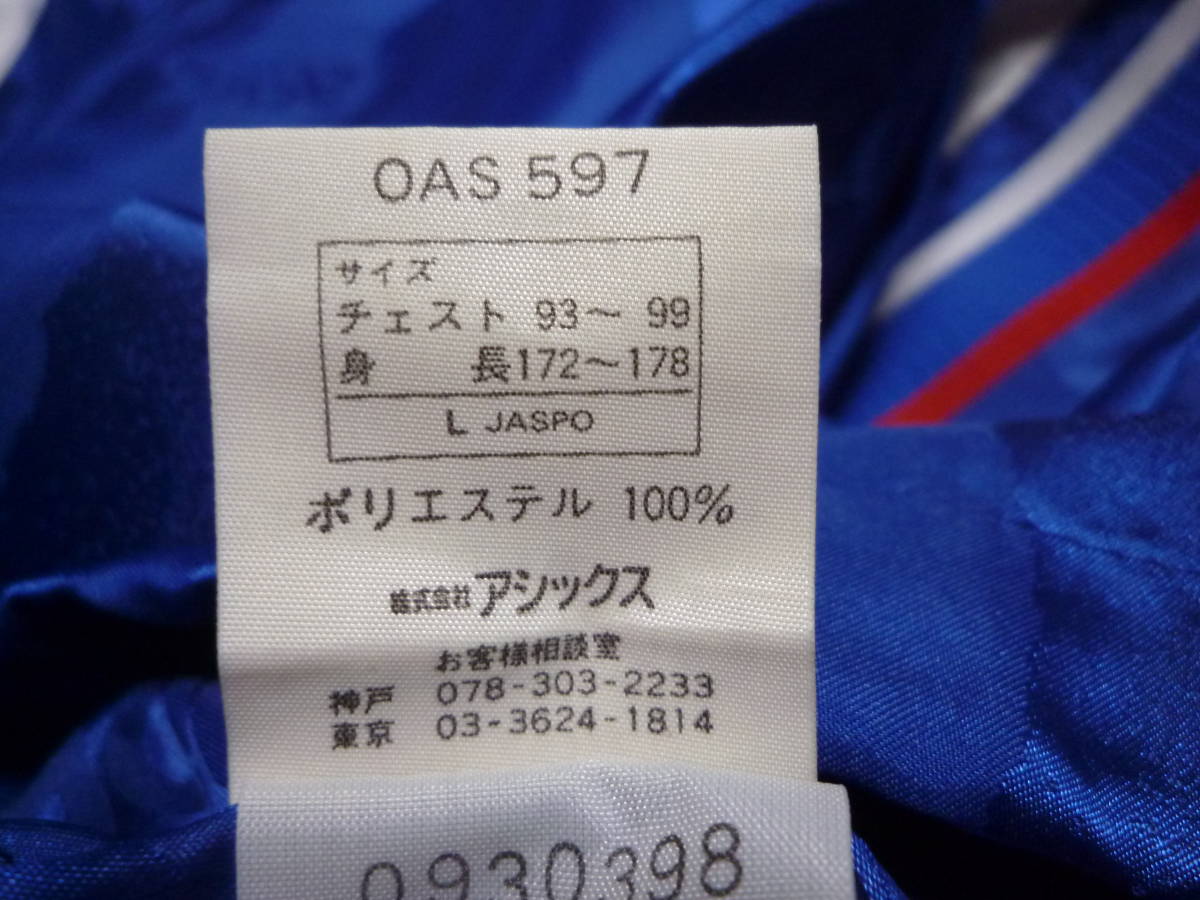 OAS 597
サイズ
チェスト 93〜 99
身 長172〜178
L JASPO
ポリエステル 100%
株式会社アシックス
お客様相談室
神戸 078-303-2233
東京 03-3624-1814
0930398